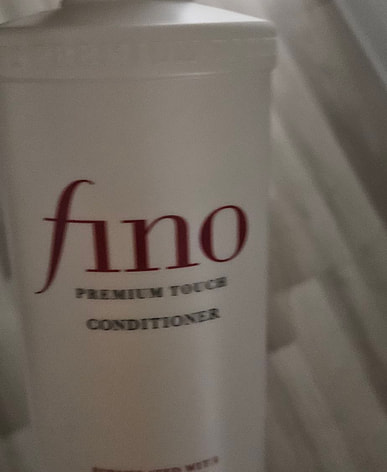 fino
PREMIUM TOUCH
CONDITIONER